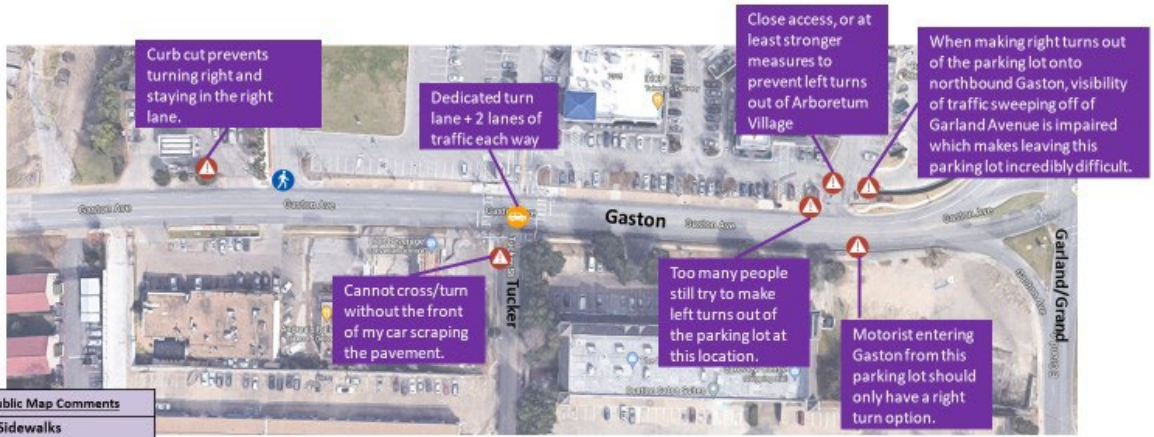 Curb cut prevents
turning right and
staying in the right
lane.
Dedicated turn
lane + 2 lanes of
traffic each way
Close access, or at
least stronger
measures to
prevent left turns
out of Arboretum
Village
When making right turns out
of the parking lot onto
northbound Gaston, visibility
of traffic sweeping off of
Garland Avenue is impaired
which makes leaving this
parking lot incredibly difficult.
Gaston Ave
Gaston Ave
Gaston
Gaston Ave
Gaston Ave
Garland/Grand
Tucker
Cannot cross/turn
without the front
of my car scraping
the pavement.
Too many people
still try to make
left turns out of
the parking lot at
this location.
Motorist entering
Gaston from this
parking lot should
only have a right
turn option.
ublic Map Comments
Sidewalks